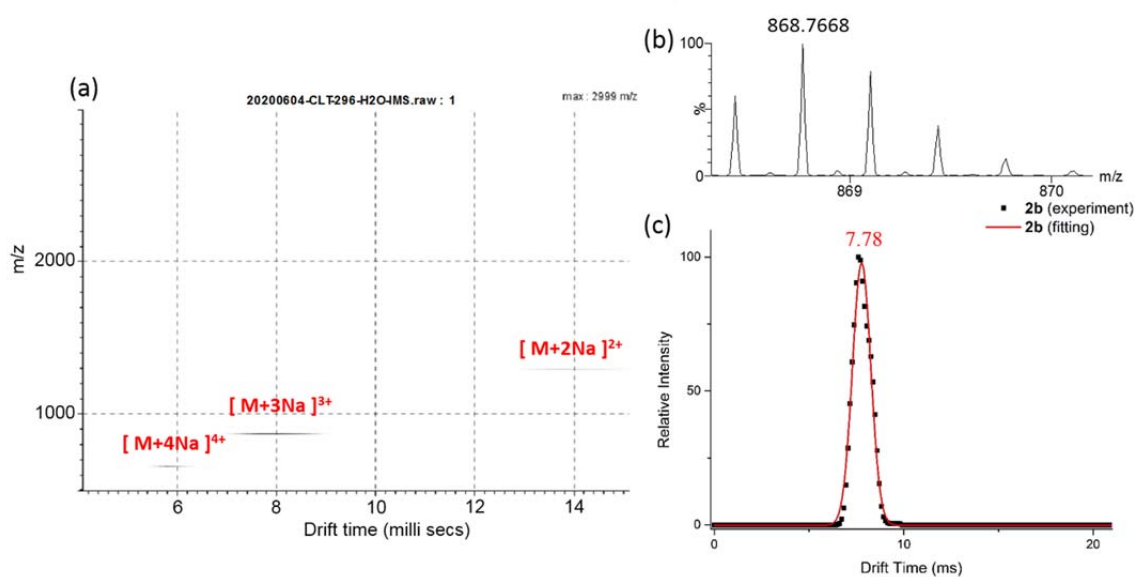 (a)
20200604-CLT-296-H2O-IMS.raw : 1
max : 2999 m/z
m/z
2000
1000
[ M+2Na ]2+
[ M+3Na ]3+
[ M+4Na ]4+
6 8 10 12 14
Drift time (milli secs)
(b)
868.7668
100
%
0
869 870
m/z
(c)
2b (experiment)
2b (fitting)
7.78
100
50
0
Relative Intensity
0 10 20
Drift Time (ms)